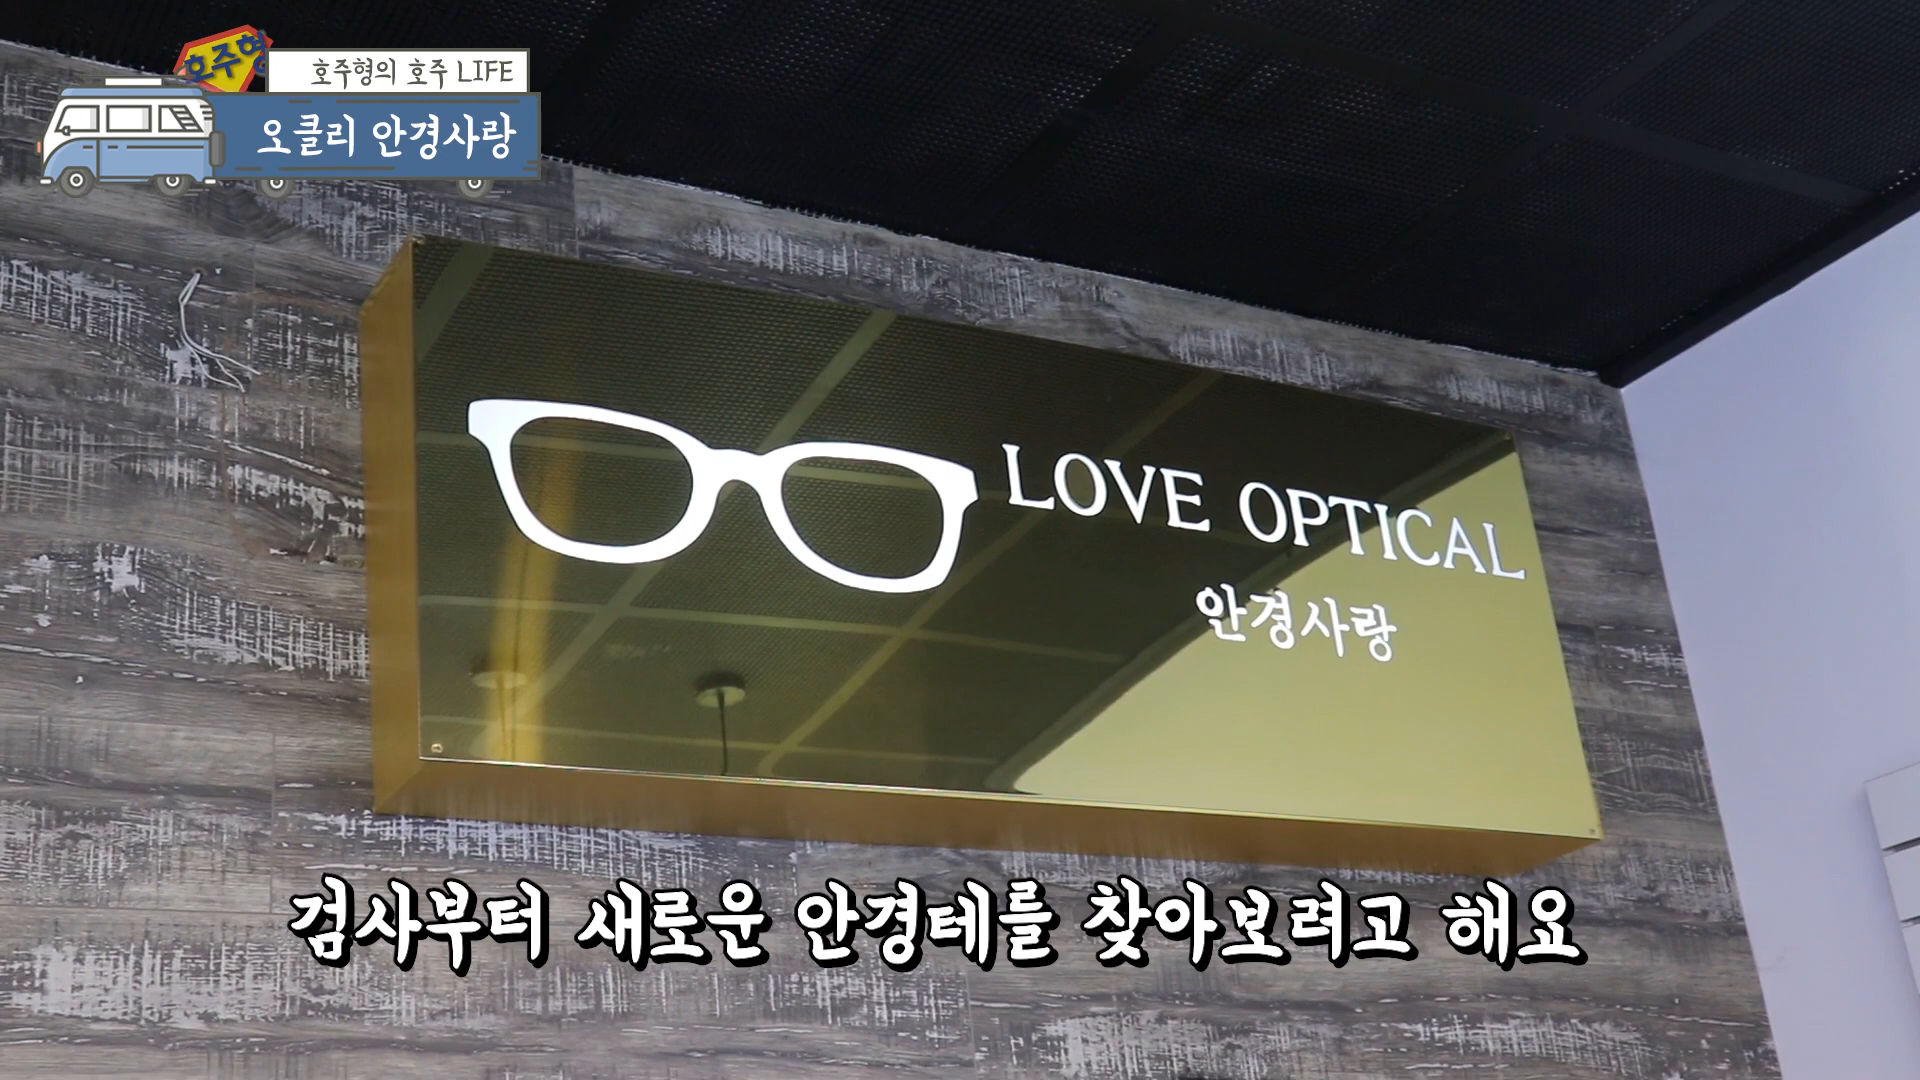 호주형
호주형의 호주 LIFE
오클리 안경사랑
LOVE OPTICAL
안경사랑
검사부터 새로운 안경테를 찾아보려고 해요